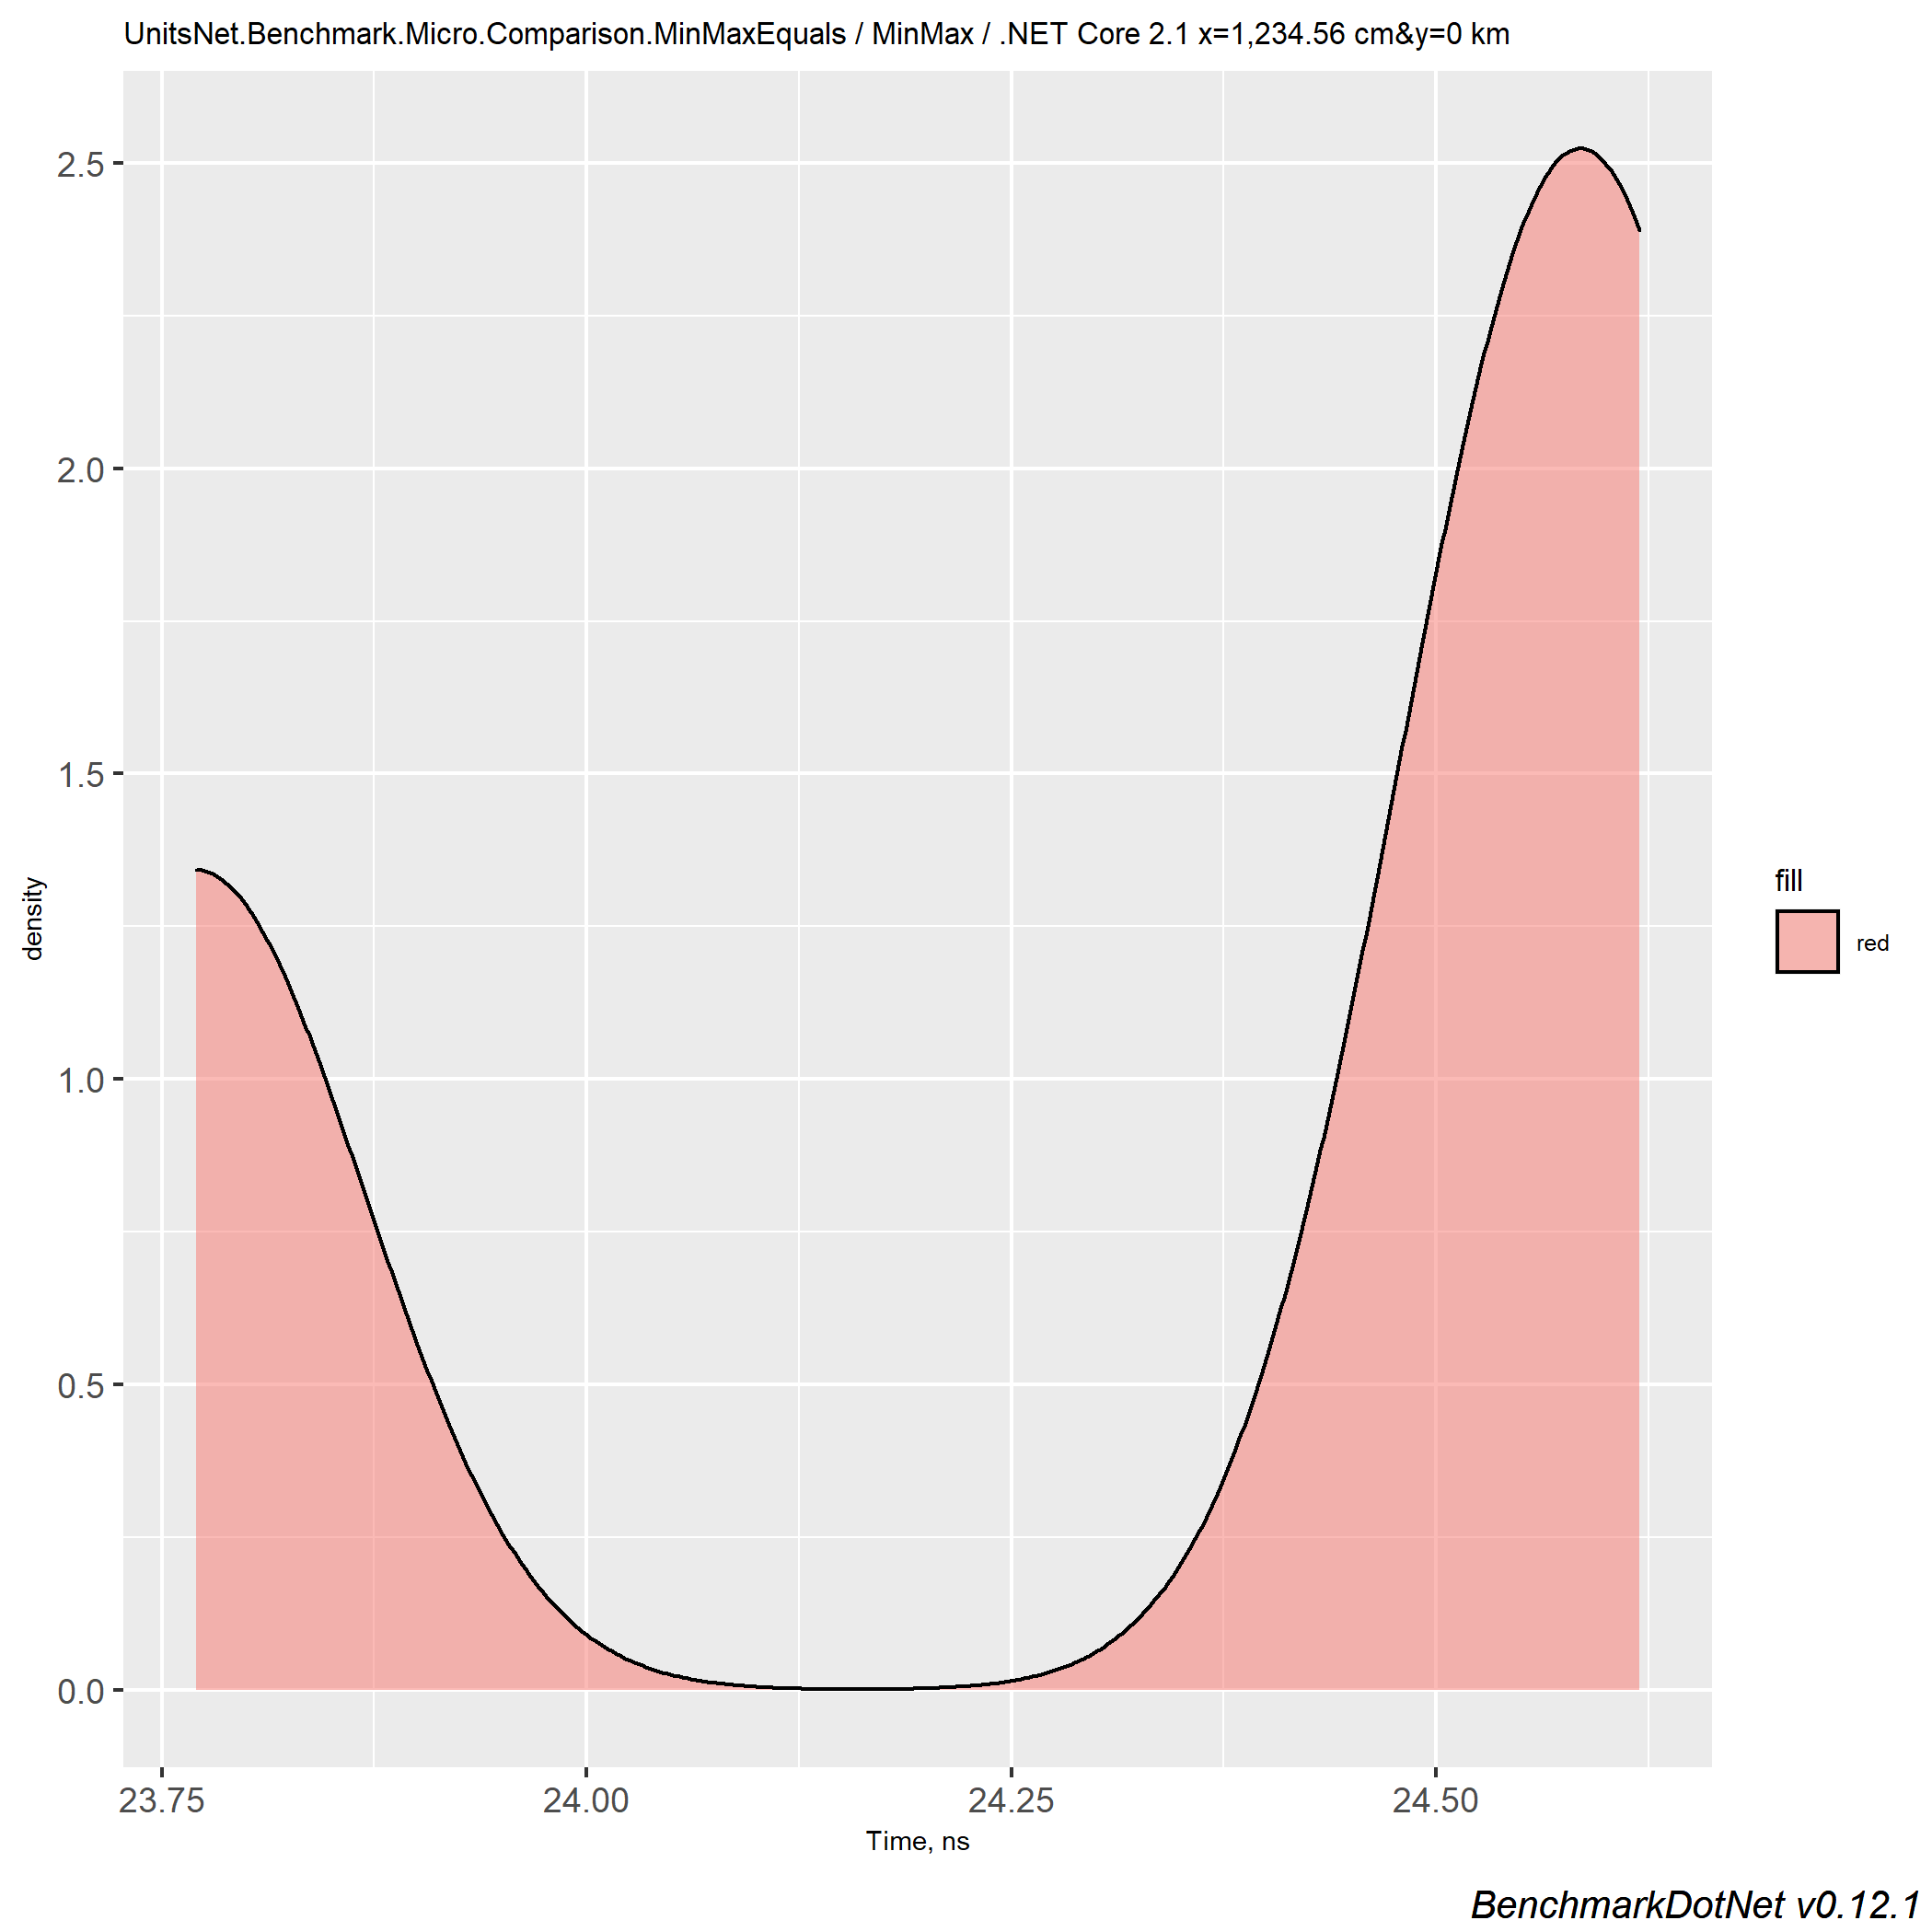 UnitsNet.Benchmark.Micro.Comparison.MinMaxEquals / MinMax / .NET Core 2.1 x=1,234.56 cm&y=0 km
2.5
2.0
1.5
1.0
0.5
0.0
density
23.75 24.00 24.25 24.50
Time, ns
fill
red
BenchmarkDotNet v0.12.1